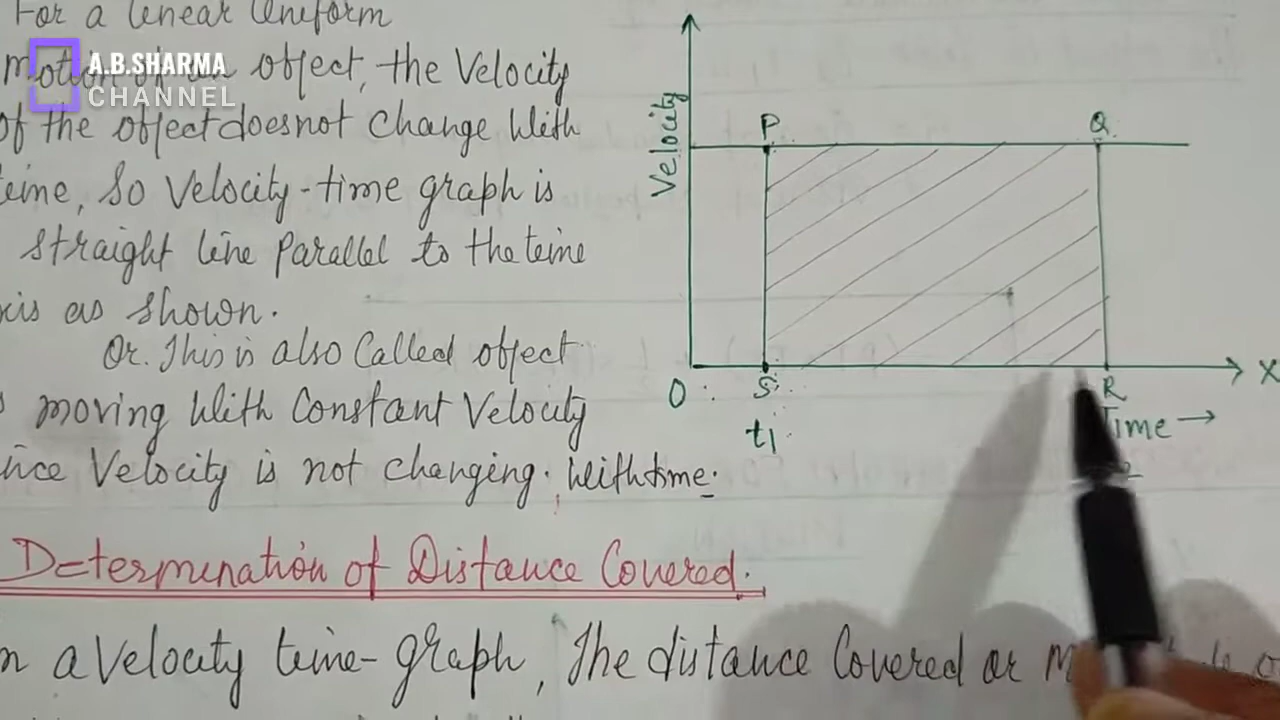 For a linear Uniform
motion of an object, the Velocity
of the object does not Change With
time, So Velocity-time graph is
straight line Parallel to the time
xis as shown.
Or. This is also Called object
moving With Constant Velocity
nce Velocity is not changing. With time.
Determination of Distance Covered.
n a Velocity time-graph, The distance Covered or
A.B.SHARMA
CHANNEL
Velocity
P
Q
O
S
R
X
t1
Time →
2